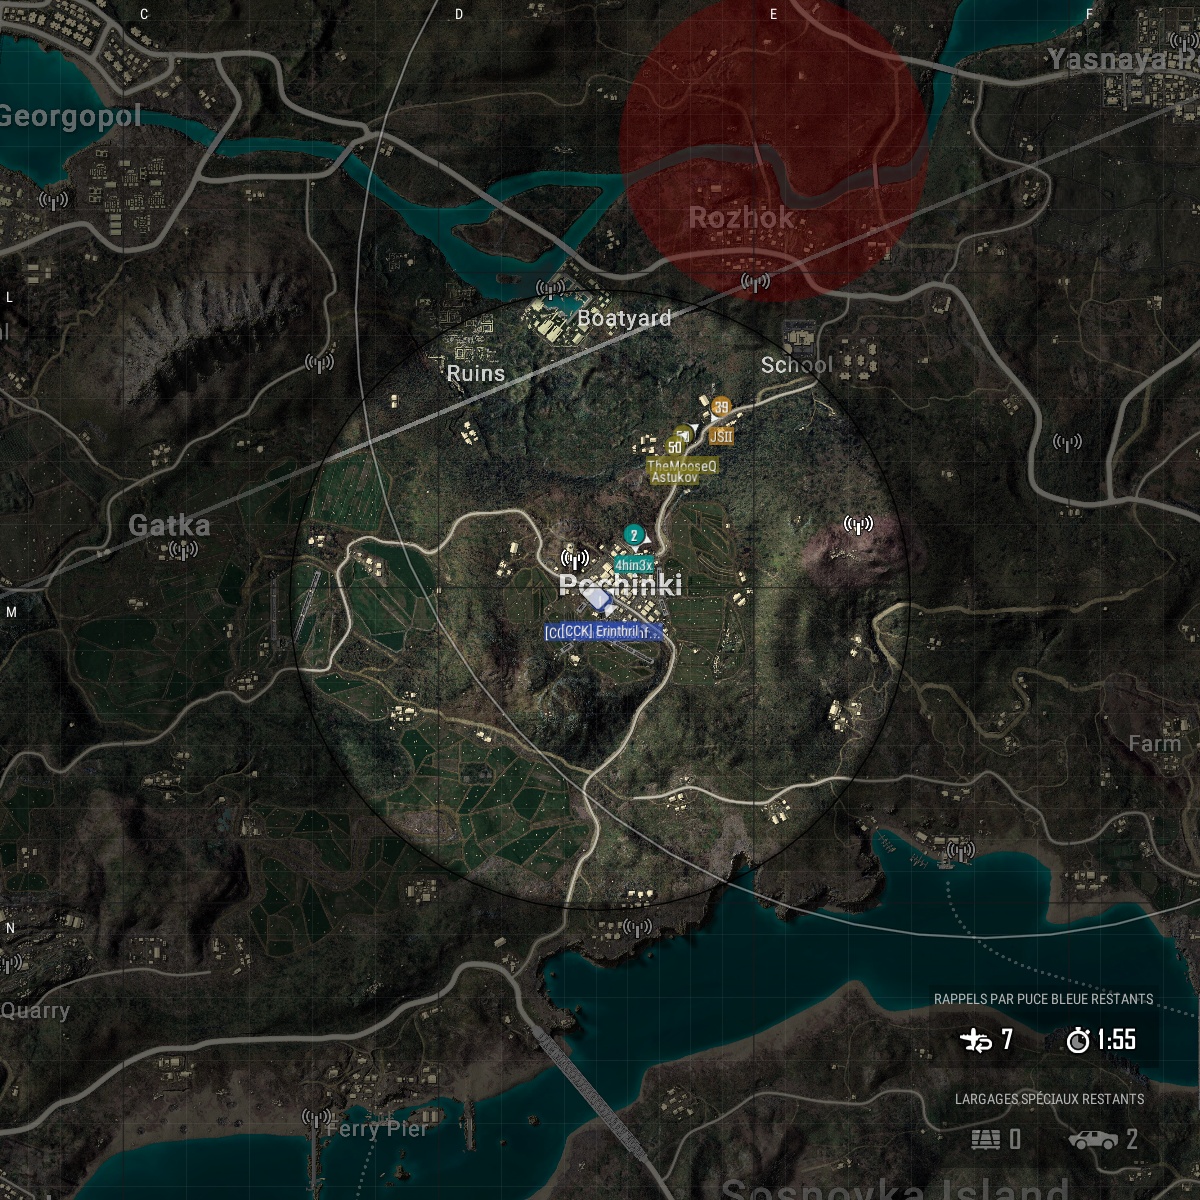 C
D
E
F
Georgopol
Rozhok
L
Boatyard
Ruins
School
39
JSII
50
TheMooseQ
Astukov
Gatka
2
4hin3x
Pochinki
M
[CCK] Erinthril
Farm
N
Quarry
Ferry Pier
RAPPELS PAR PUCE BLEUE RESTANTS
7
1:55
LARGAGES SPÉCIAUX RESTANTS
0
2
Sosnovka Island